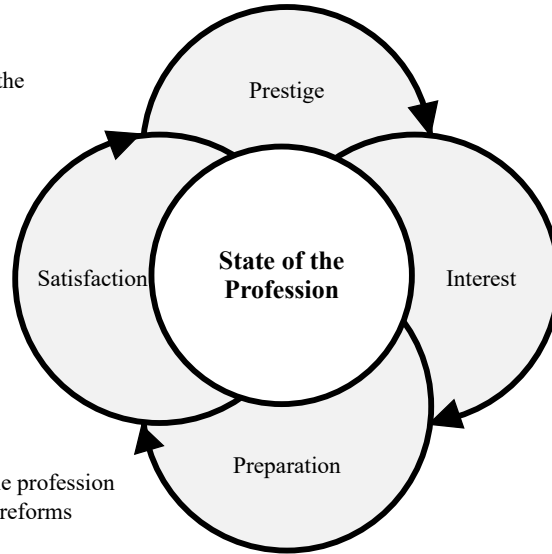 the
Prestige
Satisfaction
State of the
Profession
Interest
Preparation
profession
reforms